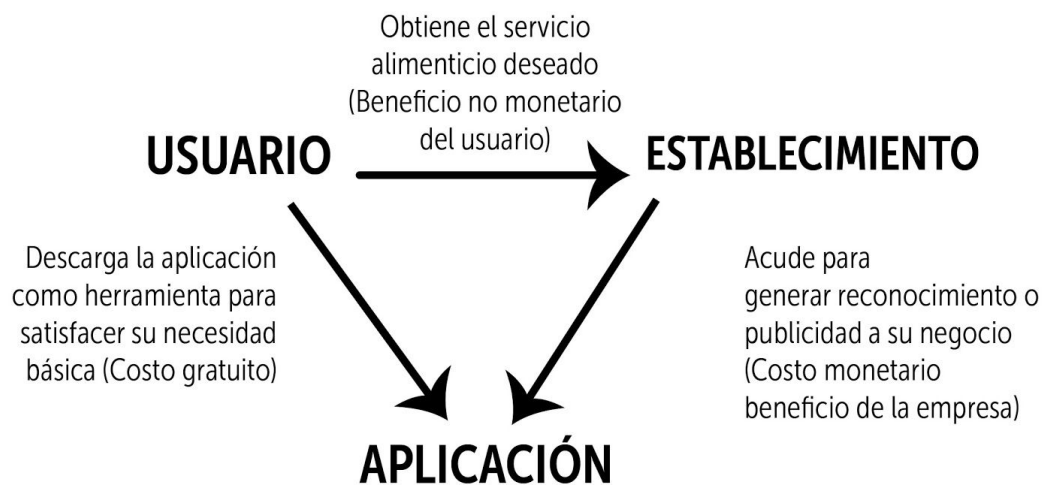 Obtiene el servicio
alimenticio deseado
(Beneficio no monetario
del usuario)
USUARIO
ESTABLECIMIENTO
Descarga la aplicación
como herramienta para
satisfacer su necesidad
básica (Costo gratuito)
Acude para
generar reconocimiento o
publicidad a su negocio
(Costo monetario
beneficio de la empresa)
APLICACIÓN